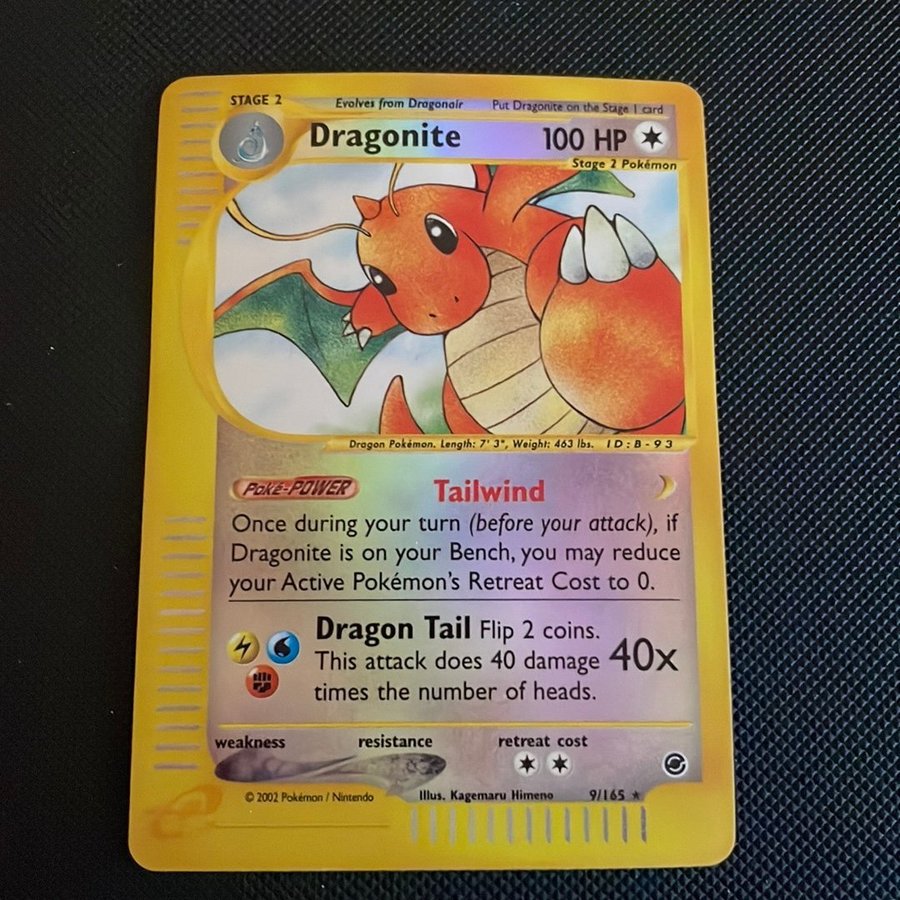 STAGE 2 Evolves from Dragonair Put Dragonite on the Stage 1 card
Dragonite 100 HP
Stage 2 Pokémon
Dragon Pokémon. Length: 7' 3", Weight: 463 lbs. ID:B-93
Poké-POWER Tailwind
Once during your turn (before your attack), if
Dragonite is on your Bench, you may reduce
your Active Pokémon's Retreat Cost to 0.
Dragon Tail Flip 2 coins.
This attack does 40 damage 40x
times the number of heads.
weakness resistance retreat cost
© 2002 Pokémon / Nintendo Illus. Kagemaru Himeno 9/165 ★